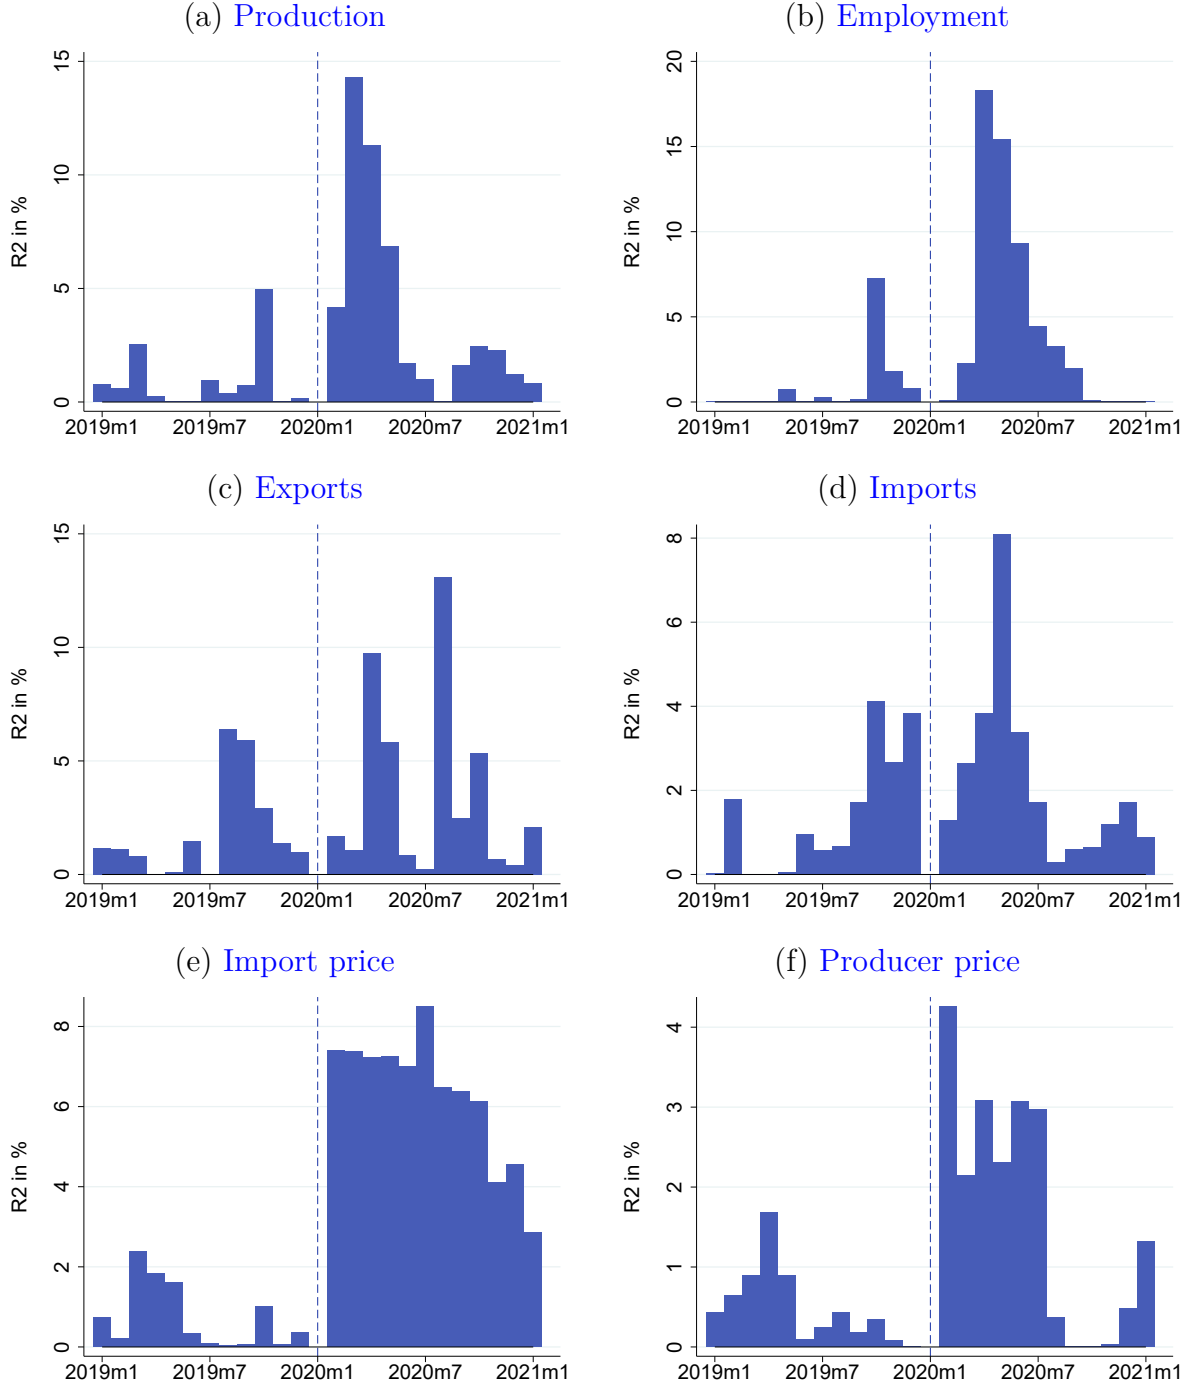 (a) Production
15
10
5
0
R2 in %
2019m1 2019m7 2020m1 2020m7 2021m1
(b) Employment
20
15
10
5
0
R2 in %
2019m1 2019m7 2020m1 2020m7 2021m1
(c) Exports
15
10
5
0
R2 in %
2019m1 2019m7 2020m1 2020m7 2021m1
(d) Imports
8
6
4
2
0
R2 in %
2019m1 2019m7 2020m1 2020m7 2021m1
(e) Import price
8
6
4
2
0
R2 in %
2019m1 2019m7 2020m1 2020m7 2021m1
(f) Producer price
4
3
2
1
0
R2 in %
2019m1 2019m7 2020m1 2020m7 2021m1